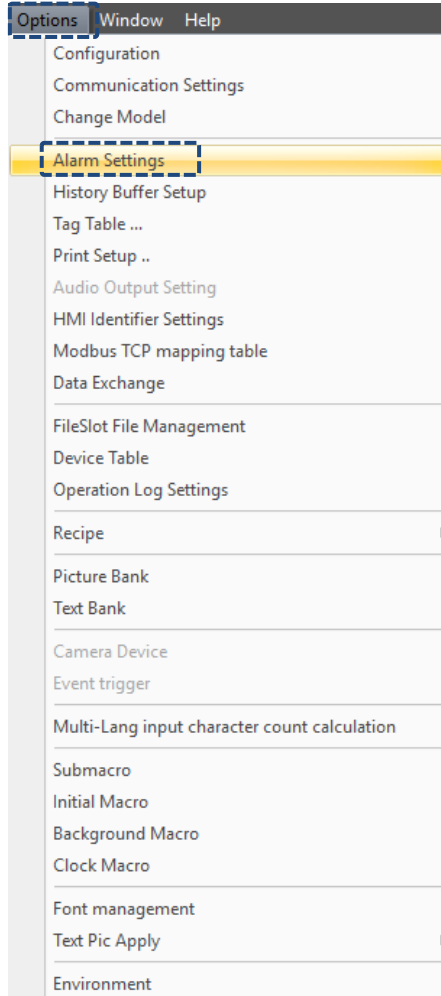 Options Window Help
Configuration
Communication Settings
Change Model
Alarm Settings
History Buffer Setup
Tag Table ...
Print Setup ..
Audio Output Setting
HMI Identifier Settings
Modbus TCP mapping table
Data Exchange
FileSlot File Management
Device Table
Operation Log Settings
Recipe
Picture Bank
Text Bank
Camera Device
Event trigger
Multi-Lang input character count calculation
Submacro
Initial Macro
Background Macro
Clock Macro
Font management
Text Pic Apply
Environment